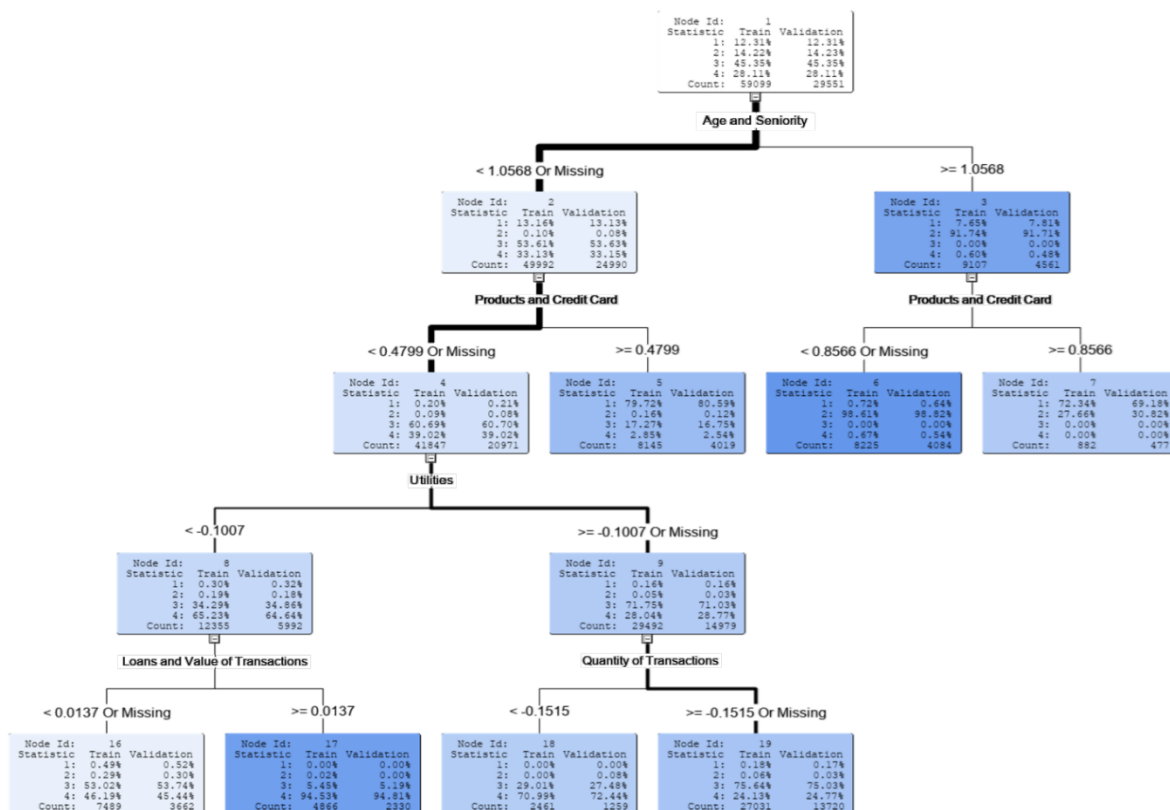 Node Id: 1
Statistic Train Validation
1: 12.31% 12.31%
2: 14.22% 14.23%
3: 45.35% 45.35%
4: 28.11% 28.11%
Count: 59099 29551
Age and Seniority
< 1.0568 Or Missing
>= 1.0568
Node Id: 2
Statistic Train Validation
1: 13.16% 13.13%
2: 0.10% 0.08%
3: 53.61% 53.63%
4: 33.13% 33.15%
Count: 49992 24990
Node Id: 3
Statistic Train Validation
1: 7.65% 7.81%
2: 91.74% 91.71%
3: 0.00% 0.00%
4: 0.60% 0.48%
Count: 9107 4561
Products and Credit Card
Products and Credit Card
< 0.4799 Or Missing
>= 0.4799
< 0.8566 Or Missing
>= 0.8566
Node Id: 4
Statistic Train Validation
1: 0.20% 0.21%
2: 0.09% 0.08%
3: 60.69% 60.70%
4: 39.02% 39.02%
Count: 41847 20971
Node Id: 5
Statistic Train Validation
1: 79.72% 80.59%
2: 0.16% 0.12%
3: 17.27% 16.75%
4: 2.85% 2.54%
Count: 8145 4019
Node Id: 6
Statistic Train Validation
1: 0.72% 0.64%
2: 98.61% 98.82%
3: 0.00% 0.00%
4: 0.67% 0.54%
Count: 8225 4084
Node Id: 7
Statistic Train Validation
1: 72.34% 69.18%
2: 27.66% 30.82%
3: 0.00% 0.00%
4: 0.00% 0.00%
Count: 882 477
Utilities
< -0.1007
>= -0.1007 Or Missing
Node Id: 8
Statistic Train Validation
1: 0.30% 0.32%
2: 0.19% 0.18%
3: 34.29% 34.86%
4: 65.23% 64.64%
Count: 12355 5992
Node Id: 9
Statistic Train Validation
1: 0.16% 0.16%
2: 0.05% 0.03%
3: 71.75% 71.03%
4: 28.04% 28.77%
Count: 29492 14979
Loans and Value of Transactions
Quantity of Transactions
< 0.0137 Or Missing
>= 0.0137
< -0.1515
>= -0.1515 Or Missing
Node Id: 16
Statistic Train Validation
1: 0.49% 0.52%
2: 0.29% 0.30%
3: 53.02% 53.74%
4: 46.19% 45.44%
Count: 7489 3662
Node Id: 17
Statistic Train Validation
1: 0.00% 0.00%
2: 0.02% 0.00%
3: 5.45% 5.19%
4: 94.53% 94.81%
Count: 4866 2330
Node Id: 18
Statistic Train Validation
1: 0.00% 0.00%
2: 0.00% 0.08%
3: 29.01% 27.48%
4: 70.99% 72.44%
Count: 2461 1259
Node Id: 19
Statistic Train Validation
1: 0.18% 0.17%
2: 0.06% 0.03%
3: 75.64% 75.03%
4: 24.13% 24.77%
Count: 27031 13720